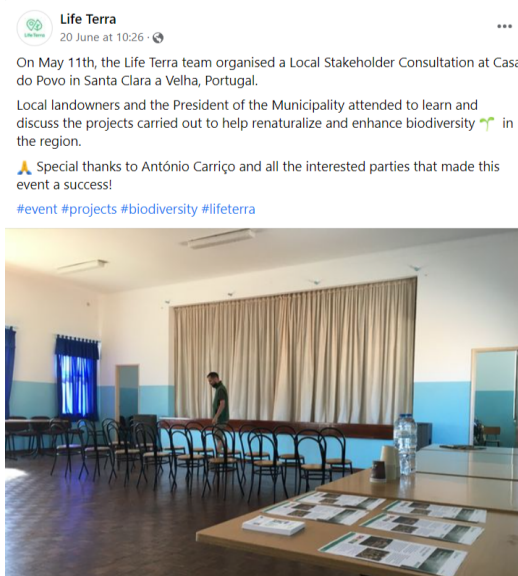 Life Terra
Life Terra
20 June at 10:26 ·
On May 11th, the Life Terra team organised a Local Stakeholder Consultation at Casa
do Povo in Santa Clara a Velha, Portugal.
Local landowners and the President of the Municipality attended to learn and
discuss the projects carried out to help renaturalize and enhance biodiversity 🌱 in
the region.
🙏 Special thanks to António Carriço and all the interested parties that made this
event a success!
#event #projects #biodiversity #lifeterra